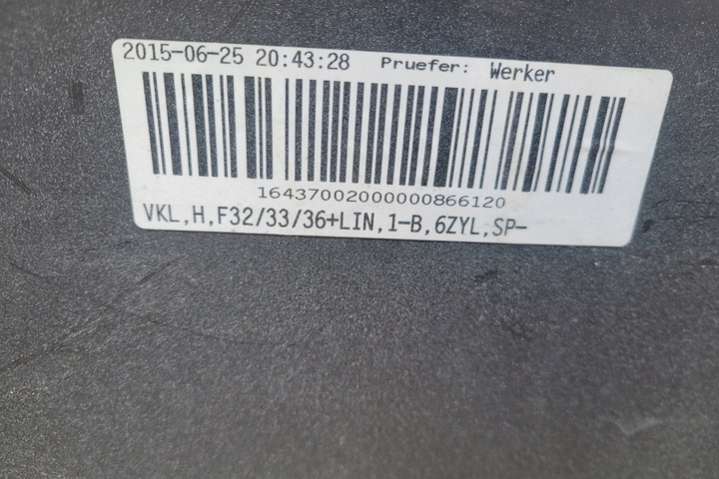 2015-06-25 20:43:28 Pruefer: Werker
16437002000000866120
VKL,H,F32/33/36+LIN,1-B,6ZYL,SP-